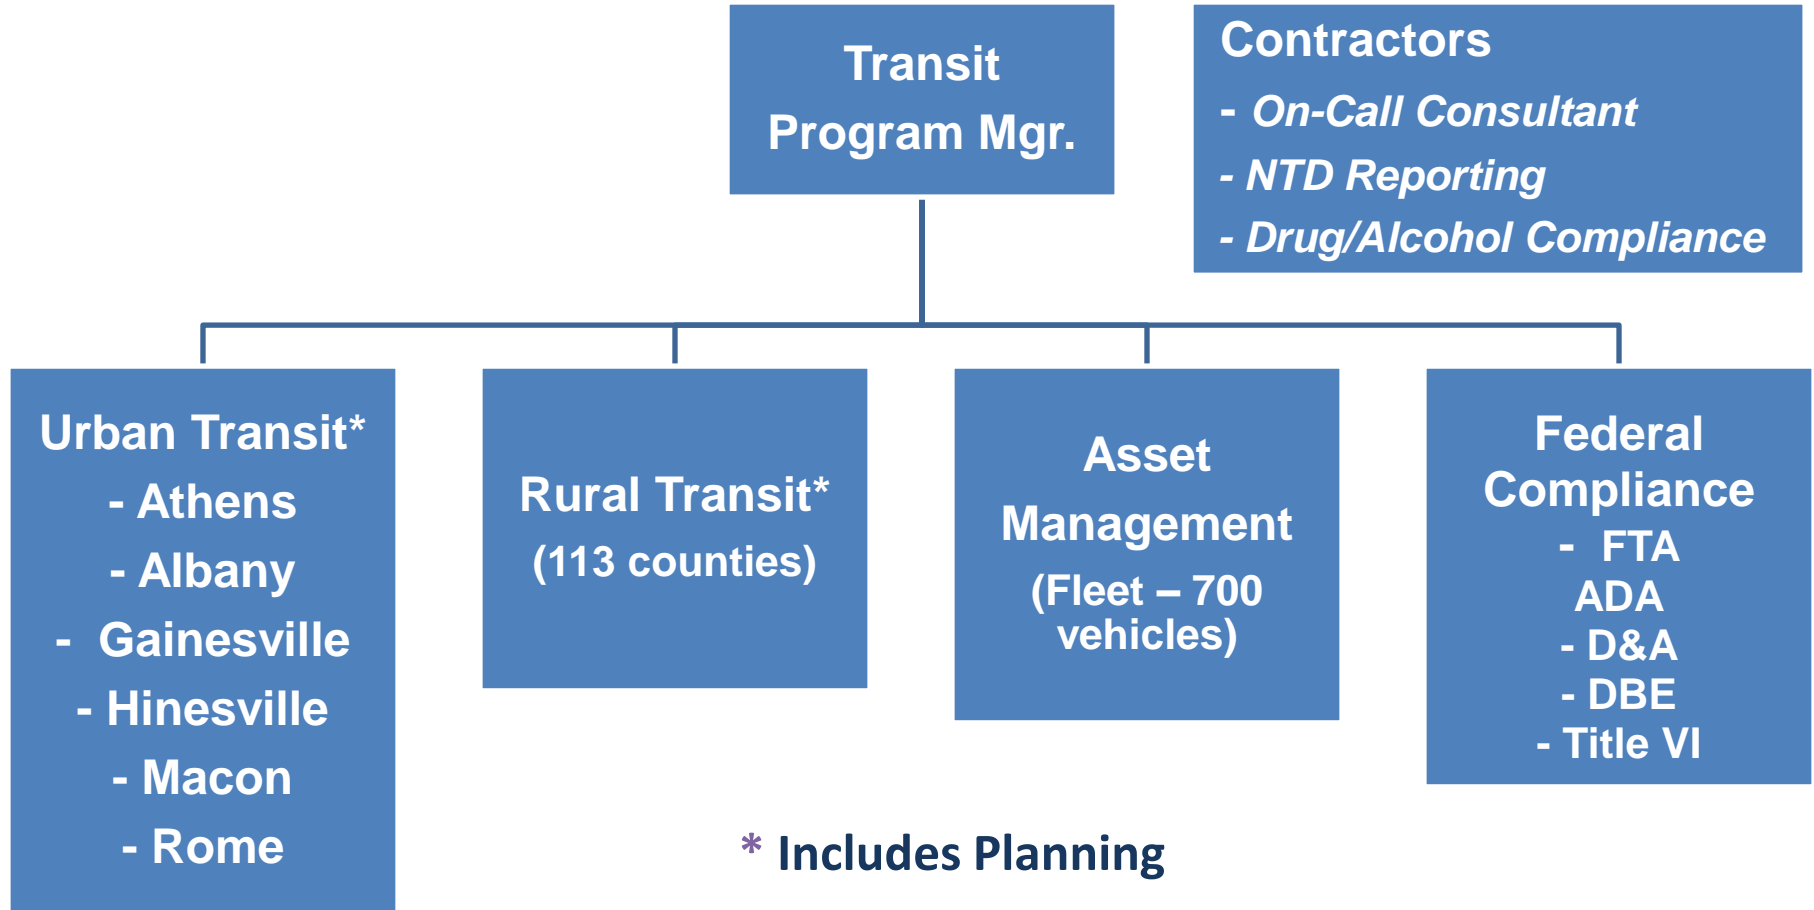 Transit
Program Mgr.
Contractors
- On-Call Consultant
- NTD Reporting
- Drug/Alcohol Compliance
Urban Transit*
- Athens
- Albany
- Gainesville
- Hinesville
- Macon
- Rome
Rural Transit*
(113 counties)
Asset
Management
(Fleet – 700
vehicles)
Federal
Compliance
- FTA
ADA
- D&A
- DBE
- Title VI
* Includes Planning